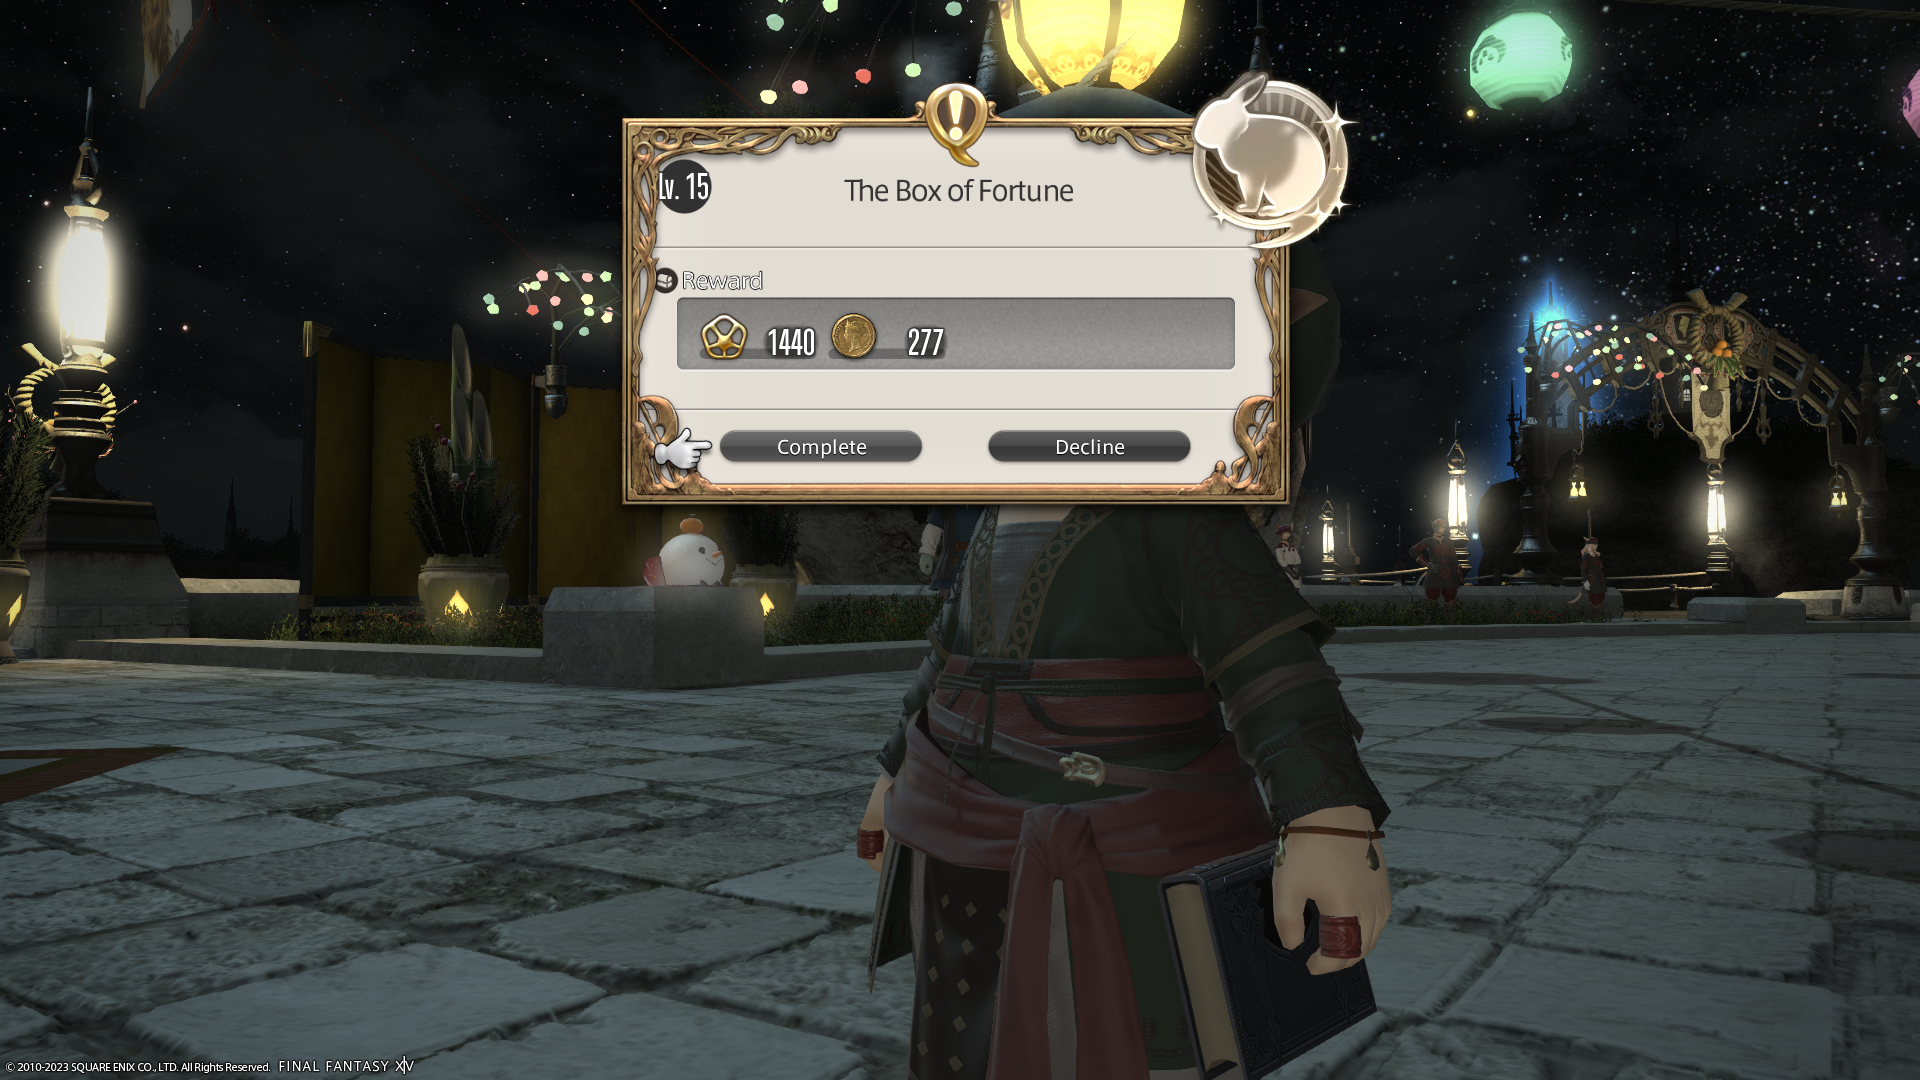 Lv. 15
The Box of Fortune
Reward
1440 277
Complete Decline
© 2010-2023 SQUARE ENIX CO., LTD. All Rights Reserved. FINAL FANTASY XIV